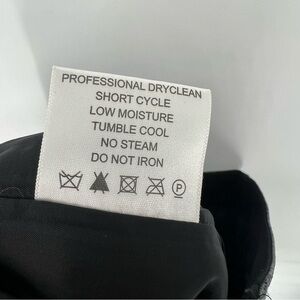 PROFESSIONAL DRYCLEAN
SHORT CYCLE
LOW MOISTURE
TUMBLE COOL
NO STEAM
DO NOT IRON
P